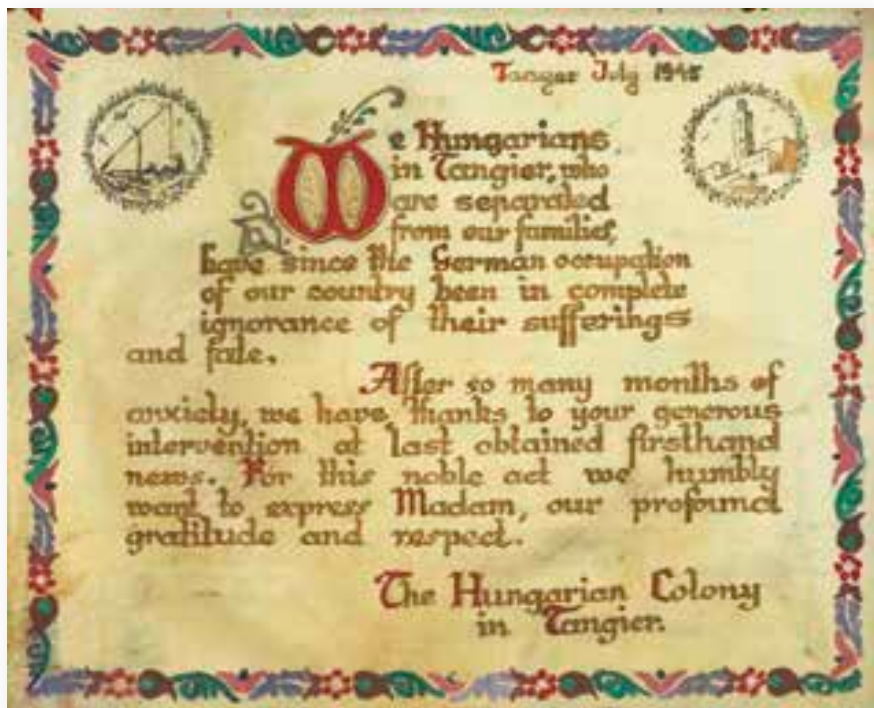 Tanger July 1945
We Hungarians
in Tangier, who
are separated
from our families,
have since the German occupation
of our country been in complete
ignorance of their sufferings
and fate.
After so many months of
anxiety, we have thanks to your generous
intervention at last obtained firsthand
news. For this noble act we humbly
want to express Madam, our profound
gratitude and respect.
The Hungarian Colony
in Tangier.